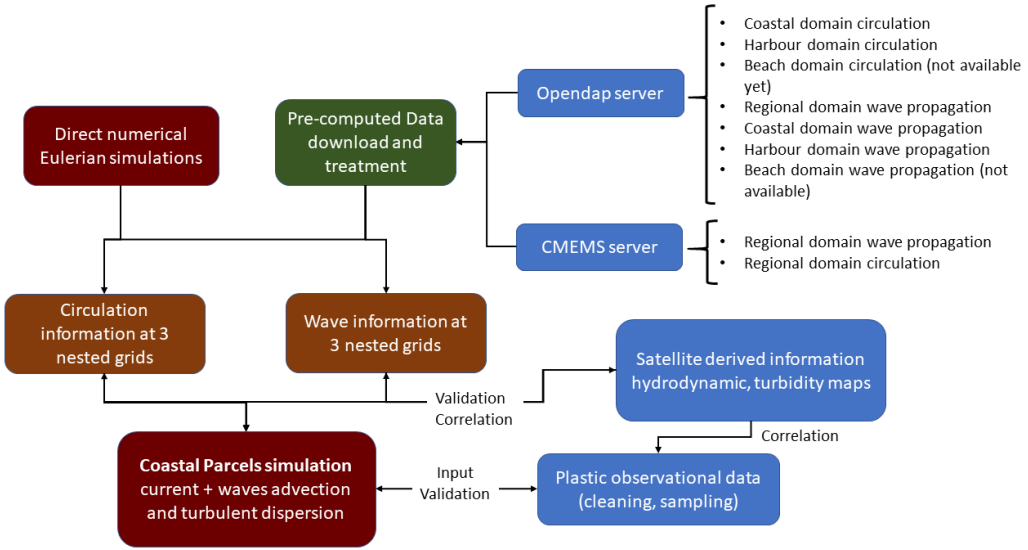 Direct numerical
Eulerian simulations
Pre-computed Data
download and
treatment
Opendap server
• Coastal domain circulation
• Harbour domain circulation
• Beach domain circulation (not available
yet)
• Regional domain wave propagation
• Coastal domain wave propagation
• Harbour domain wave propagation
• Beach domain wave propagation (not
available)
CMEMS server
• Regional domain wave propagation
• Regional domain circulation
Circulation
information at 3
nested grids
Wave information at
3 nested grids
Validation
Correlation
Satellite derived information
hydrodynamic, turbidity maps
Correlation
Coastal Parcels simulation
current + waves advection
and turbulent dispersion
Input
Validation
Plastic observational data
(cleaning, sampling)